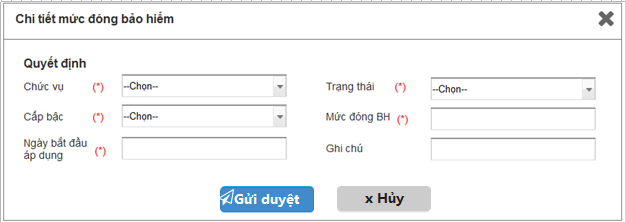 Chi tiết mức đóng bảo hiểm
Quyết định
Chức vụ (*) --Chọn-- Trạng thái (*) --Chọn--
Cấp bậc (*) --Chọn-- Mức đóng BH (*)
Ngày bắt đầu
áp dụng (*) Ghi chú
Gửi duyệt x Hủy